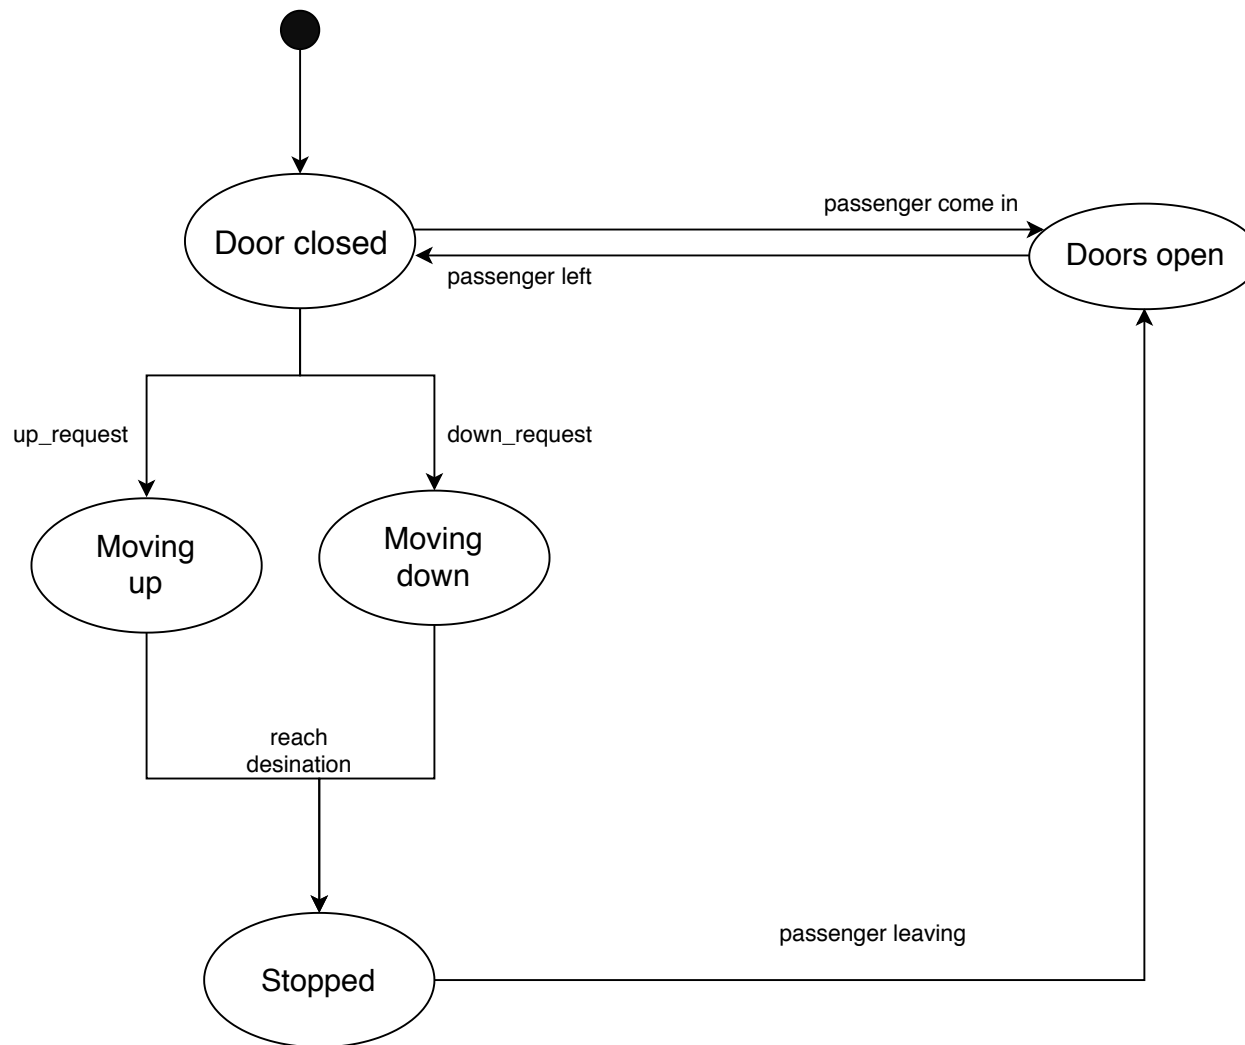 passenger come in
Door closed
Doors open
passenger left
up_request
down_request
Moving
up
Moving
down
reach
desination
passenger leaving
Stopped